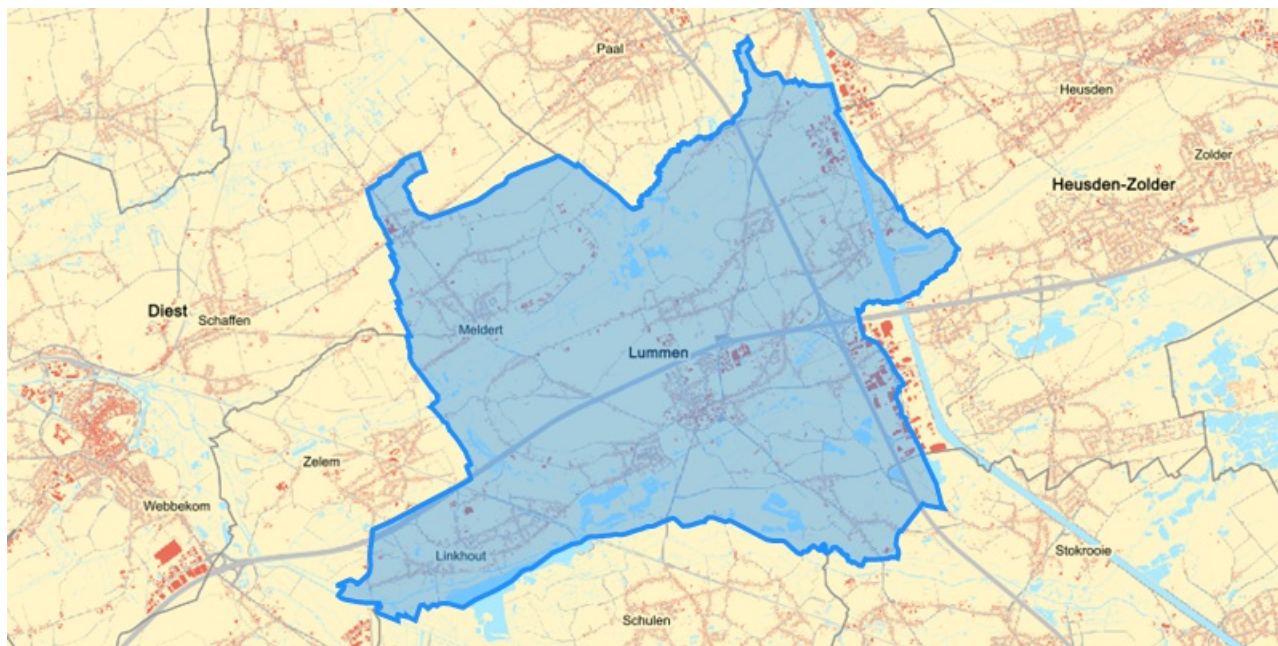 Paal
Heusden
Zolder
Heusden-Zolder
Diest
Schaffen
Meldert
Lummen
Zelem
Webbekom
Linkhout
Stokrooie
Schulen